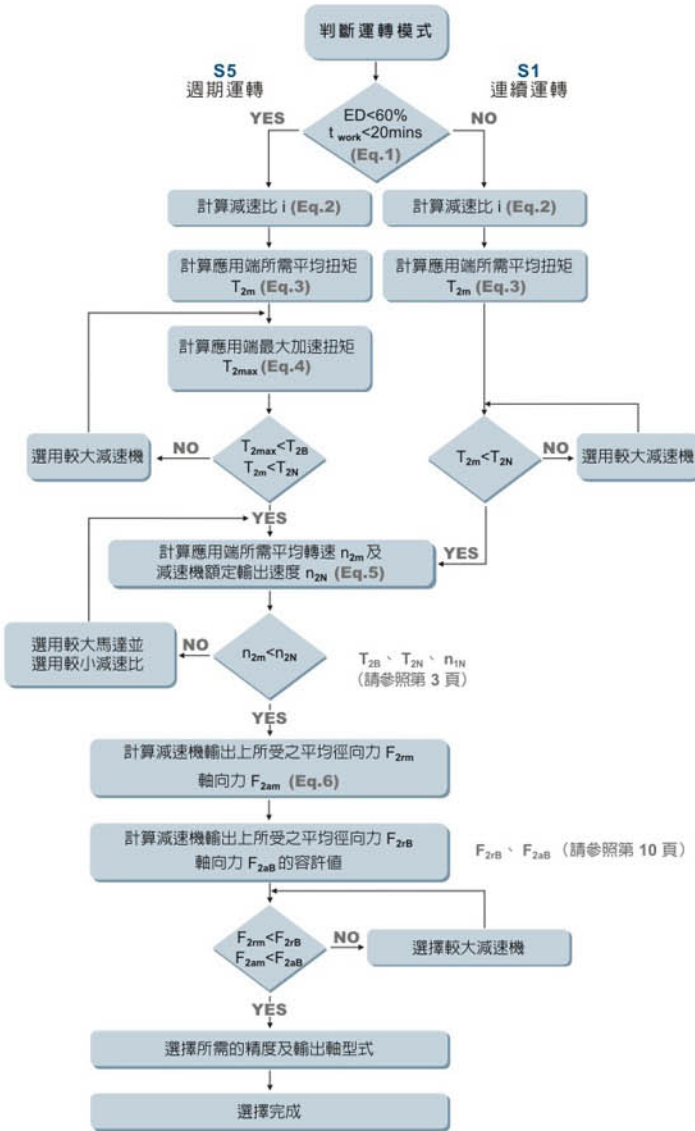 判斷運轉模式
S5
週期運轉
S1
連續運轉
ED<60%
t work<20mins
(Eq.1)
YES
NO
計算減速比 i (Eq.2)
計算減速比 i (Eq.2)
計算應用端所需平均扭矩
T2m (Eq.3)
計算應用端所需平均扭矩
T2m (Eq.3)
計算應用端最大加速扭矩
T2max (Eq.4)
選用較大減速機
NO
T2max<T2B
T2m<T2N
T2m<T2N
NO
選用較大減速機
YES
YES
計算應用端所需平均轉速 n2m 及
減速機額定輸出速度 n2N (Eq.5)
選用較大馬達並
選用較小減速比
NO
n2m<n2N
T2B、T2N、n1N
(請參照第 3 頁)
YES
計算減速機輸出上所受之平均徑向力 F2rm
軸向力 F2am (Eq.6)
計算減速機輸出上所受之平均徑向力 F2rB
軸向力 F2aB 的容許值
F2rB、F2aB (請參照第 10 頁)
F2rm<F2rB
F2am<F2aB
NO
選擇較大減速機
YES
選擇所需的精度及輸出軸型式
選擇完成